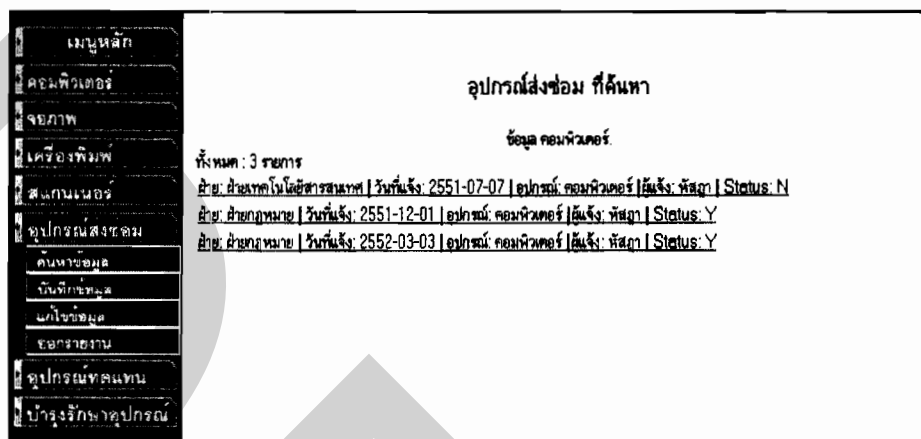 เมนูหลัก
คอมพิวเตอร์
จอภาพ
เครื่องพิมพ์
สแกนเนอร์
อุปกรณ์ส่งซ่อม
ค้นหาข้อมูล
บันทึกข้อมูล
แก้ไขข้อมูล
ออกรายงาน
อุปกรณ์ทดแทน
บำรุงรักษาอุปกรณ์
อุปกรณ์ส่งซ่อม ที่ค้นหา
ข้อมูล คอมพิวเตอร์.
ทั้งหมด : 3 รายการ
ฝ่าย: ฝ่ายเทคโนโลยีสารสนเทศ | วันที่แจ้ง: 2551-07-07 | อุปกรณ์: คอมพิวเตอร์ |ผู้แจ้ง: พัสฎา | Status: N
ฝ่าย: ฝ่ายกฎหมาย | วันที่แจ้ง: 2551-12-01 | อุปกรณ์: คอมพิวเตอร์ |ผู้แจ้ง: พัสฎา | Status: Y
ฝ่าย: ฝ่ายกฎหมาย | วันที่แจ้ง: 2552-03-03 | อุปกรณ์: คอมพิวเตอร์ |ผู้แจ้ง: พัสฎา | Status: Y